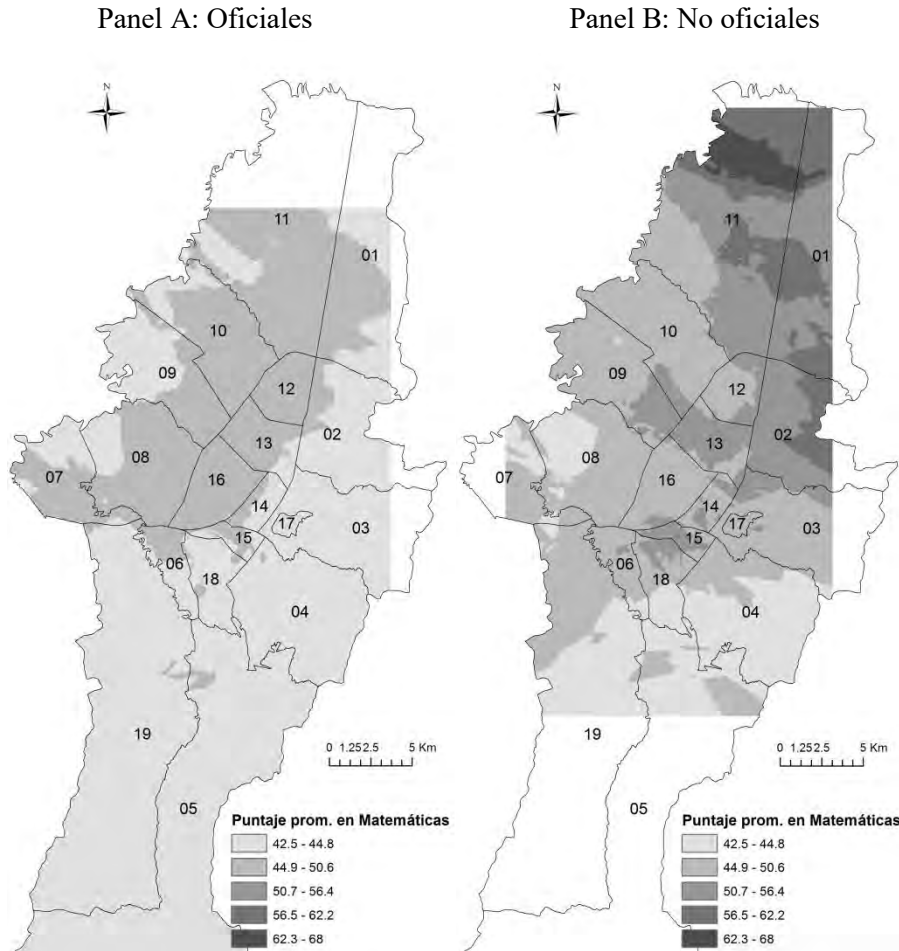 Panel A: Oficiales
Panel B: No oficiales
N
11
01
10
09
12
02
13
08
07
16
14
17
03
15
06
18
04
19
05
0 1.25 2.5 5 Km
Puntaje prom. en Matemáticas
42.5 - 44.8
44.9 - 50.6
50.7 - 56.4
56.5 - 62.2
62.3 - 68
N
11
01
10
09
12
02
13
08
07
16
14
17
03
15
06
18
04
19
05
0 1.25 2.5 5 Km
Puntaje prom. en Matemáticas
42.5 - 44.8
44.9 - 50.6
50.7 - 56.4
56.5 - 62.2
62.3 - 68